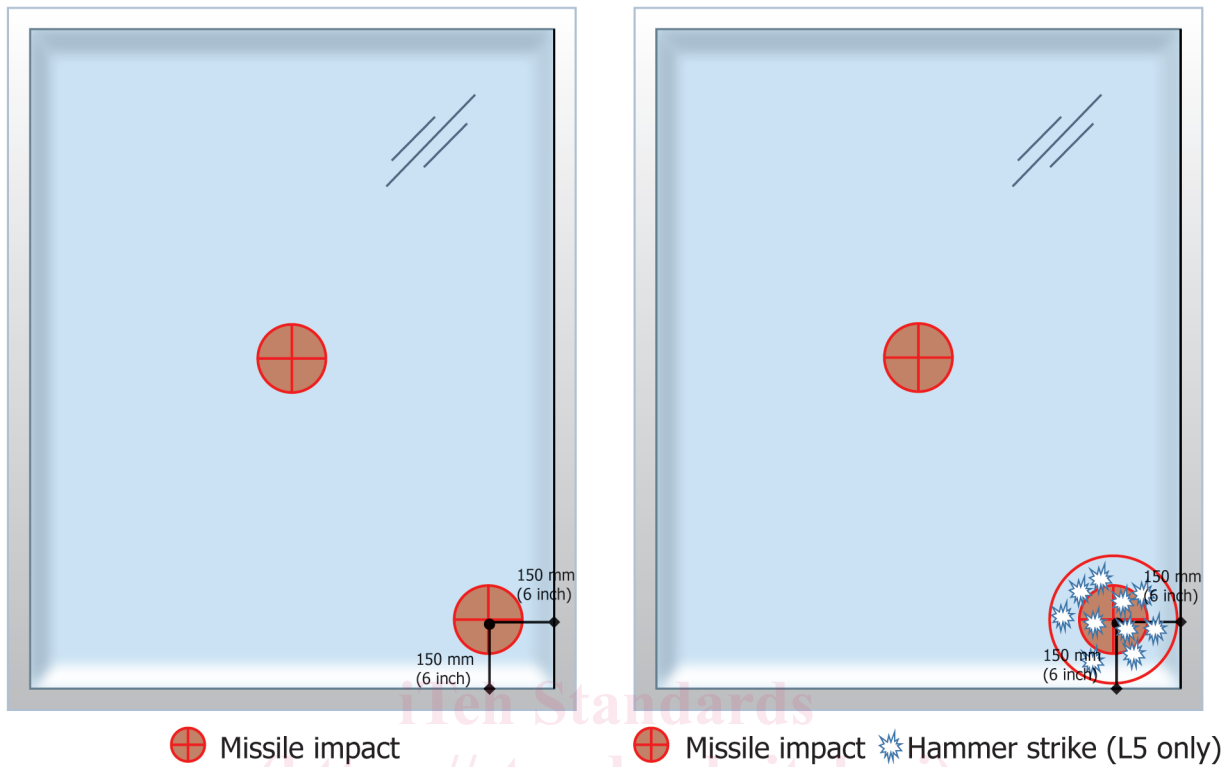 150 mm
(6 inch)
150 mm
(6 inch)
150 mm
(6 inch)
150 mm
(6 inch)
iTeh Standards
Missile impact
Missile impact Hammer strike (L5 only)